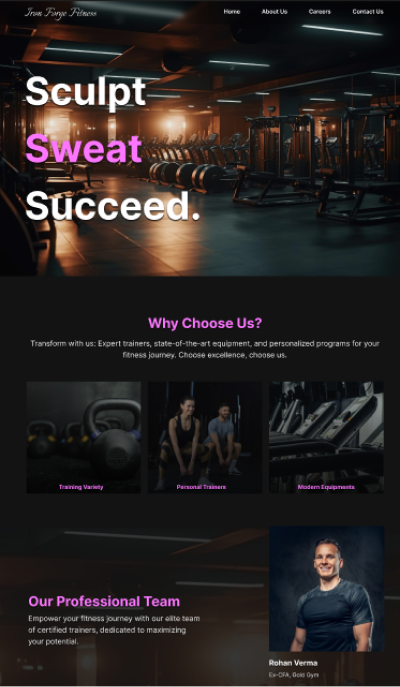 Iron Forge Fitness
Home About Us Careers Contact Us
Sculpt
Sweat
Succeed.
Why Choose Us?
Transform with us: Expert trainers, state-of-the-art equipment, and personalized programs for your
fitness journey. Choose excellence, choose us.
Training Variety
Personal Trainers
Modern Equipments
Our Professional Team
Empower your fitness journey with our elite team
of certified trainers, dedicated to maximizing
your potential.
Rohan Verma
Ex-CFA, Gold Gym